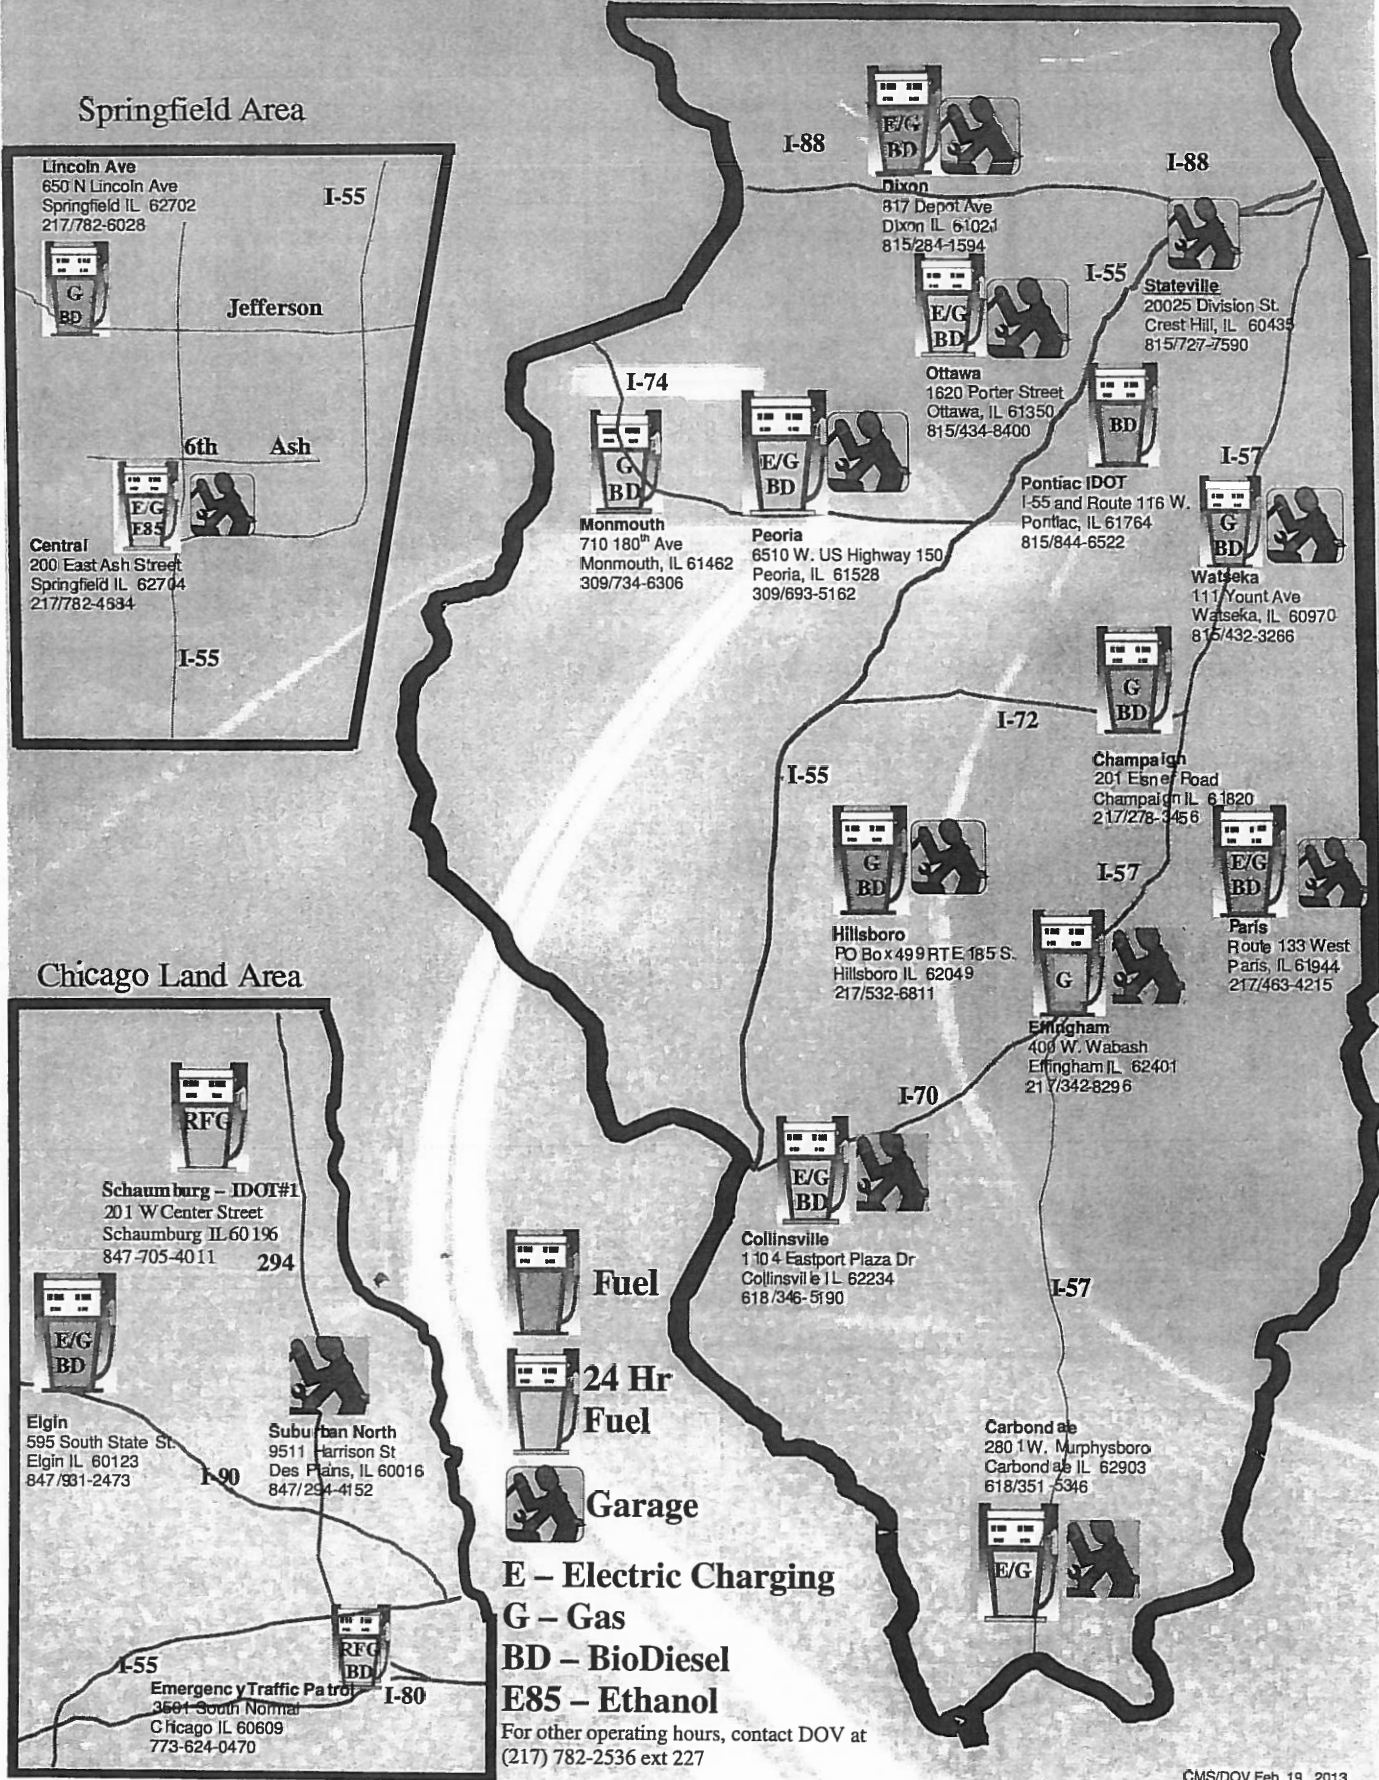 Springfield Area
Lincoln Ave
650 N Lincoln Ave
Springfield IL 62702
217/782-6028
I-55
G
BD
Jefferson
6th
Ash
E/G
E85
Central
200 East Ash Street
Springfield IL 62704
217/782-4684
I-55
I-88
E/G
BD
Dixon
817 Depot Ave
Dixon IL 61021
815/284-1594
I-88
I-55
Stateville
20025 Division St.
Crest Hill, IL 60435
815/727-7590
E/G
BD
Ottawa
1620 Porter Street
Ottawa, IL 61350
815/434-8400
I-74
G
BD
Monmouth
710 180th Ave
Monmouth, IL 61462
309/734-6306
E/G
BD
Peoria
6510 W. US Highway 150
Peoria, IL 61528
309/693-5162
BD
Pontiac IDOT
I-55 and Route 116 W.
Pontiac, IL 61764
815/844-6522
I-57
G
BD
Watseka
111 Yount Ave
Watseka, IL 60970
815/432-3266
G
BD
I-72
Champaign
201 Esner Road
Champaign IL 61820
217/278-3456
I-55
G
BD
Hillsboro
PO Box 499 RTE 185 S.
Hillsboro IL 62049
217/532-6811
I-57
E/G
BD
Paris
Route 133 West
Paris, IL 61944
217/463-4215
G
Effingham
400 W. Wabash
Effingham IL 62401
217/342-8296
I-70
E/G
BD
Collinsville
1104 Eastport Plaza Dr
Collinsville IL 62234
618/346-5190
I-57
Carbondale
2801 W. Murphysboro
Carbondale IL 62903
618/351-5346
E/G
Chicago Land Area
RFG
Schaumburg – IDOT#1
201 W Center Street
Schaumburg IL 60196
847-705-4011
294
E/G
BD
Elgin
595 South State St.
Elgin IL 60123
847/931-2473
I-90
Suburban North
9511 Harrison St
Des Plains, IL 60016
847/294-4152
RFG
BD
I-55
I-80
Emergency Traffic Patrol
3501 South Normal
Chicago IL 60609
773-624-0470
Fuel
24 Hr
Fuel
Garage
E – Electric Charging
G – Gas
BD – BioDiesel
E85 – Ethanol
For other operating hours, contact DOV at
(217) 782-2536 ext 227
CMS/DOV Feb. 19, 2013